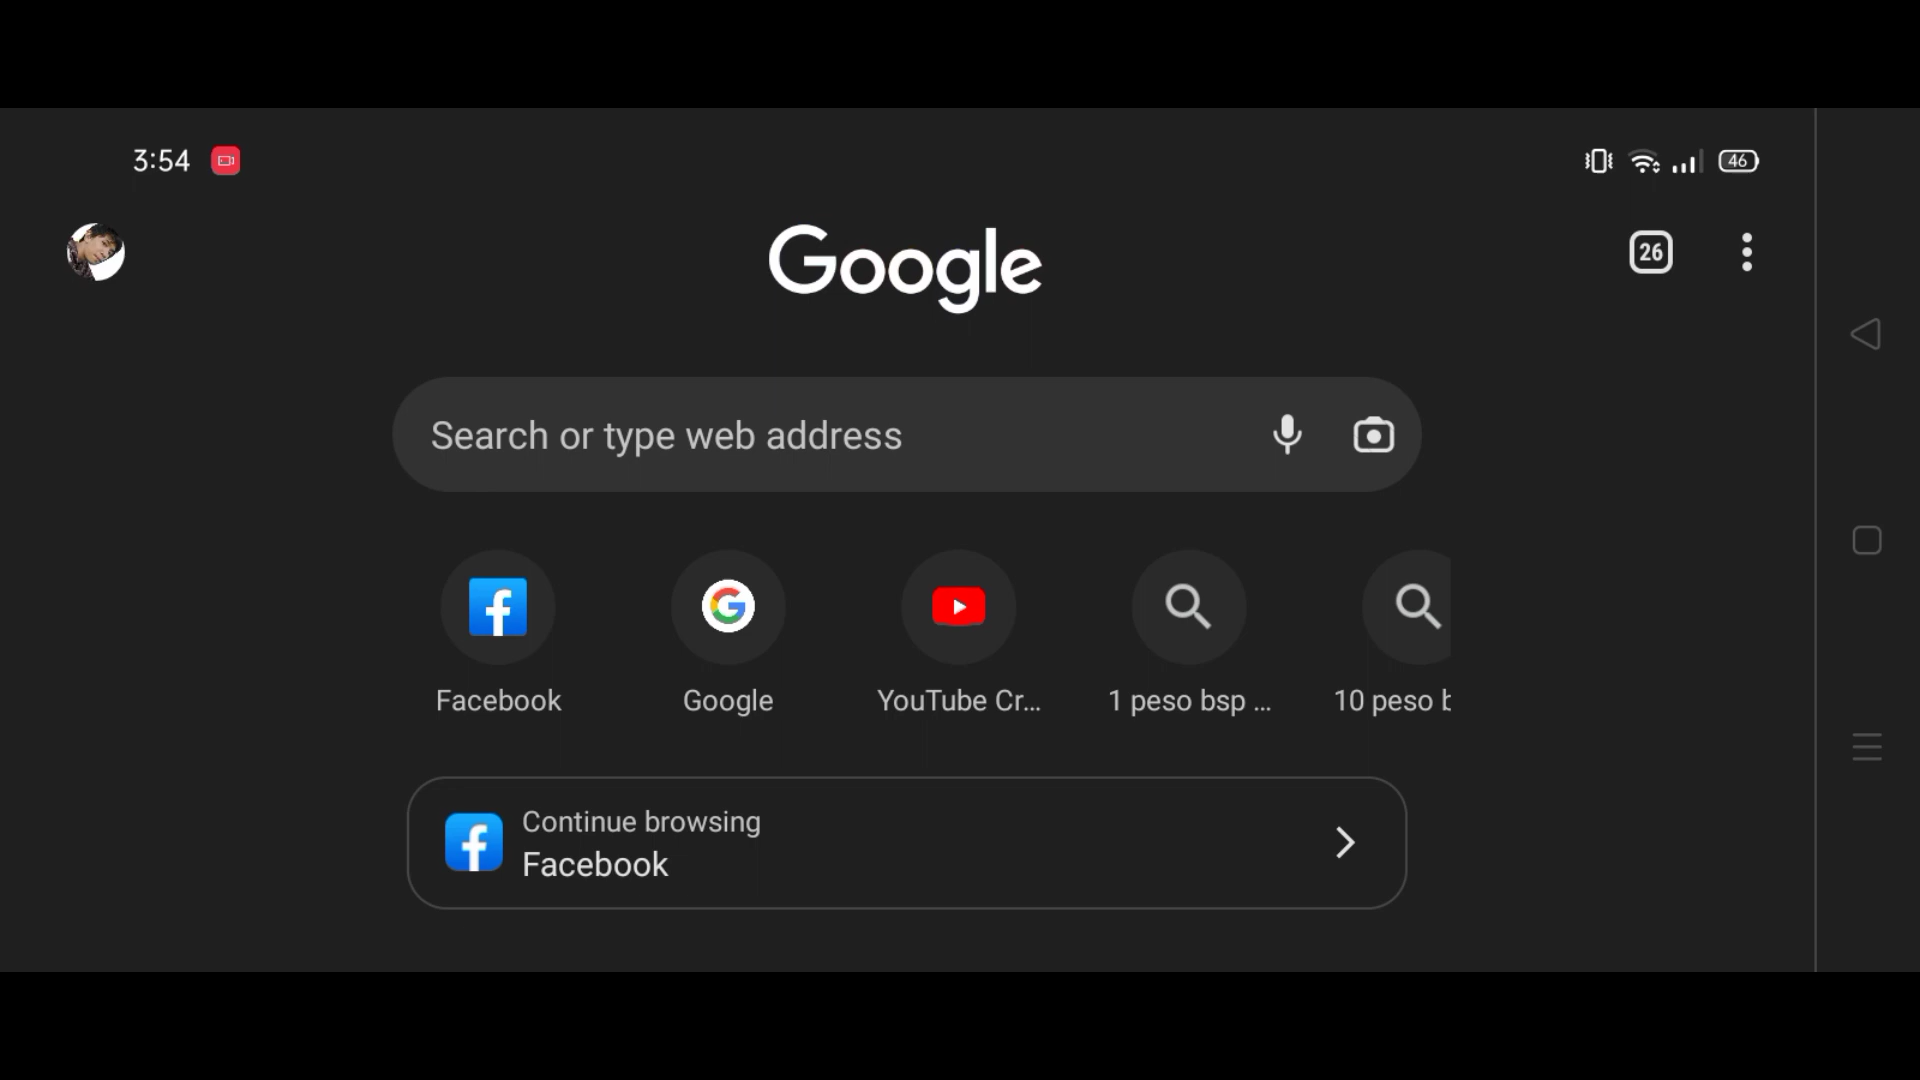 3:54
46
Google
26
Search or type web address
Facebook
Google
YouTube Cr...
1 peso bsp ...
10 peso b
Continue browsing
Facebook